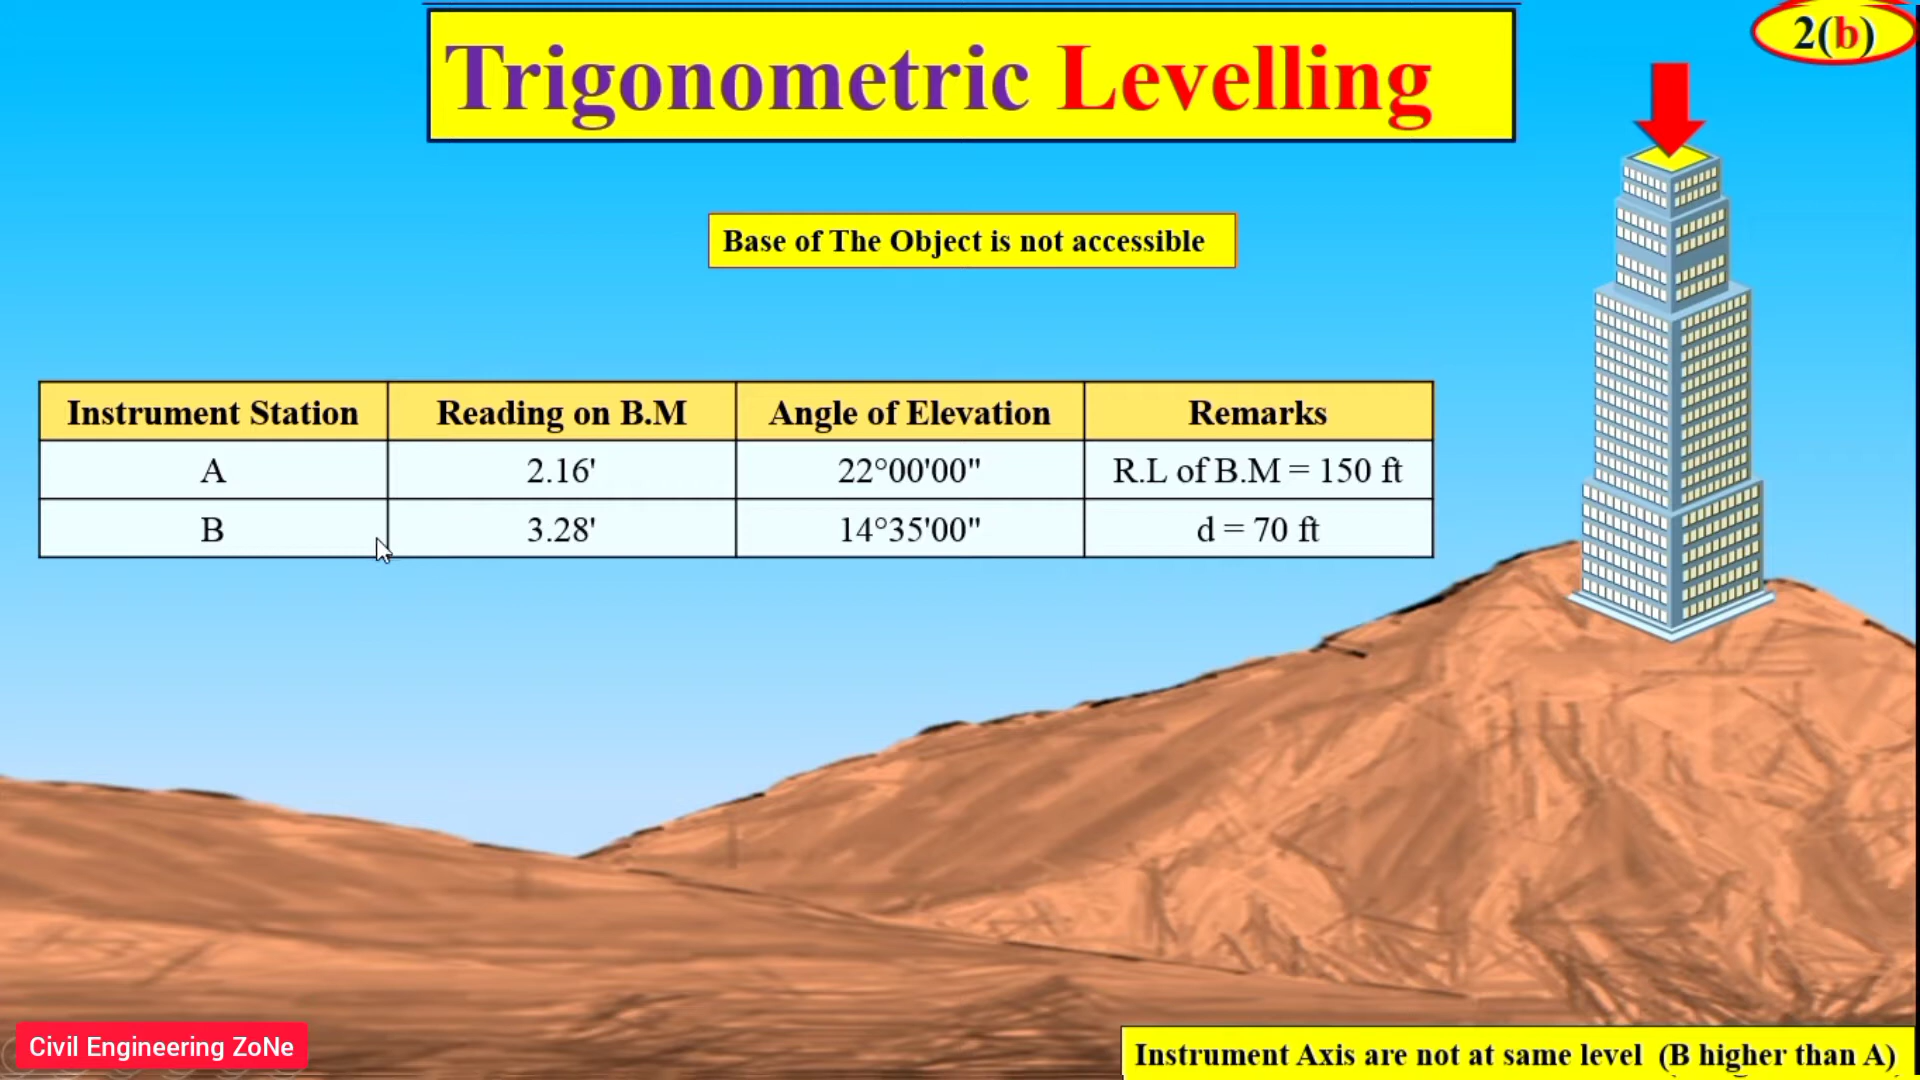 2(b)
Trigonometric Levelling
Base of The Object is not accessible
Instrument Station Reading on B.M Angle of Elevation Remarks
A 2.16' 22°00'00" R.L of B.M = 150 ft
B 3.28' 14°35'00" d = 70 ft
Civil Engineering ZoNe
Instrument Axis are not at same level (B higher than A)